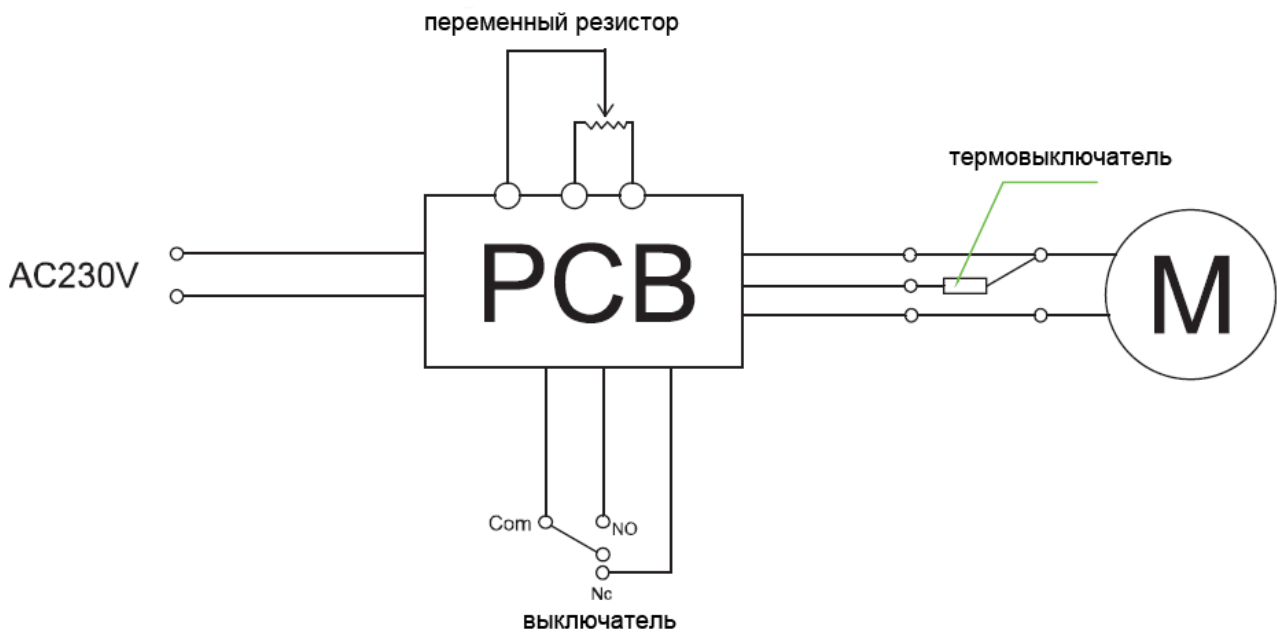 переменный резистор
термовыключатель
AC230V
PCB
M
Com
NO
Nc
выключатель